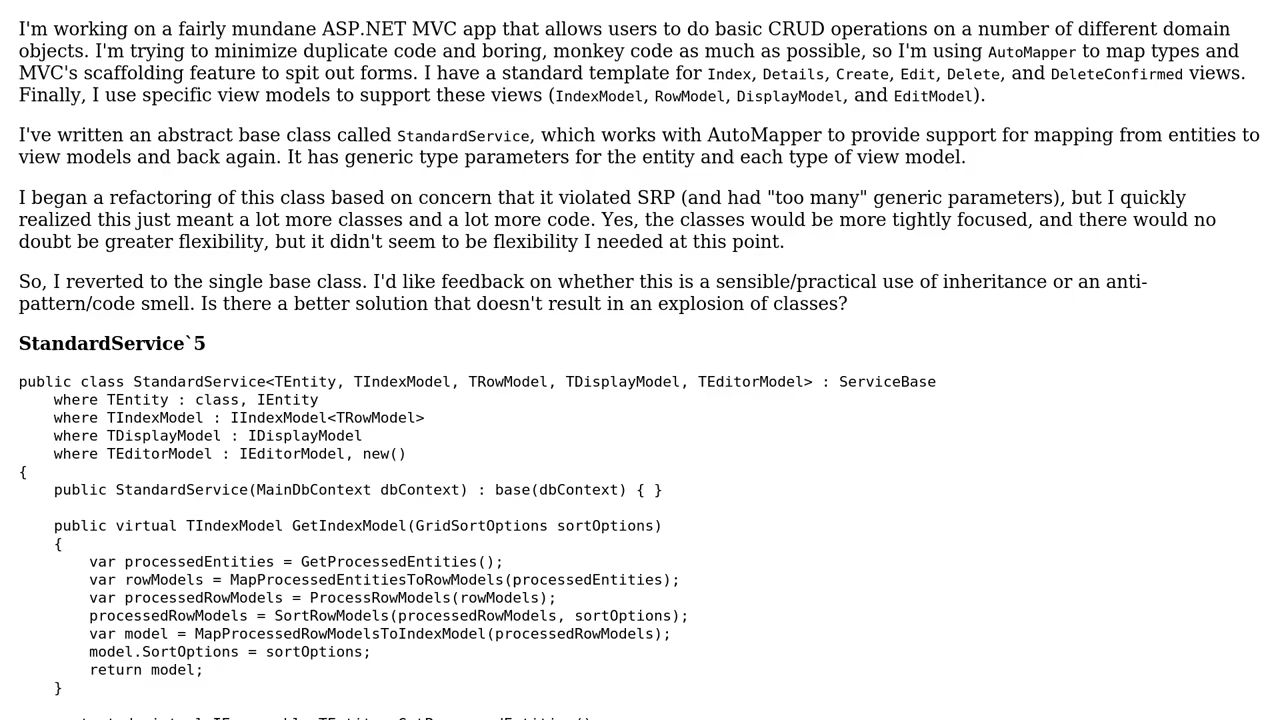 I'm working on a fairly mundane ASP.NET MVC app that allows users to do basic CRUD operations on a number of different domain
objects. I'm trying to minimize duplicate code and boring, monkey code as much as possible, so I'm using AutoMapper to map types and
MVC's scaffolding feature to spit out forms. I have a standard template for Index, Details, Create, Edit, Delete, and DeleteConfirmed views.
Finally, I use specific view models to support these views (IndexModel, RowModel, DisplayModel, and EditModel).
I've written an abstract base class called StandardService, which works with AutoMapper to provide support for mapping from entities to
view models and back again. It has generic type parameters for the entity and each type of view model.
I began a refactoring of this class based on concern that it violated SRP (and had "too many" generic parameters), but I quickly
realized this just meant a lot more classes and a lot more code. Yes, the classes would be more tightly focused, and there would no
doubt be greater flexibility, but it didn't seem to be flexibility I needed at this point.
So, I reverted to the single base class. I'd like feedback on whether this is a sensible/practical use of inheritance or an anti-
pattern/code smell. Is there a better solution that doesn't result in an explosion of classes?
StandardService`5
public class StandardService<TEntity, TIndexModel, TRowModel, TDisplayModel, TEditorModel> : ServiceBase
    where TEntity : class, IEntity
    where TIndexModel : IIndexModel<TRowModel>
    where TDisplayModel : IDisplayModel
    where TEditorModel : IEditorModel, new()
{
    public StandardService(MainDbContext dbContext) : base(dbContext) { }
    public virtual TIndexModel GetIndexModel(GridSortOptions sortOptions)
    {
        var processedEntities = GetProcessedEntities();
        var rowModels = MapProcessedEntitiesToRowModels(processedEntities);
        var processedRowModels = ProcessRowModels(rowModels);
        processedRowModels = SortRowModels(processedRowModels, sortOptions);
        var model = MapProcessedRowModelsToIndexModel(processedRowModels);
        model.SortOptions = sortOptions;
        return model;
    }